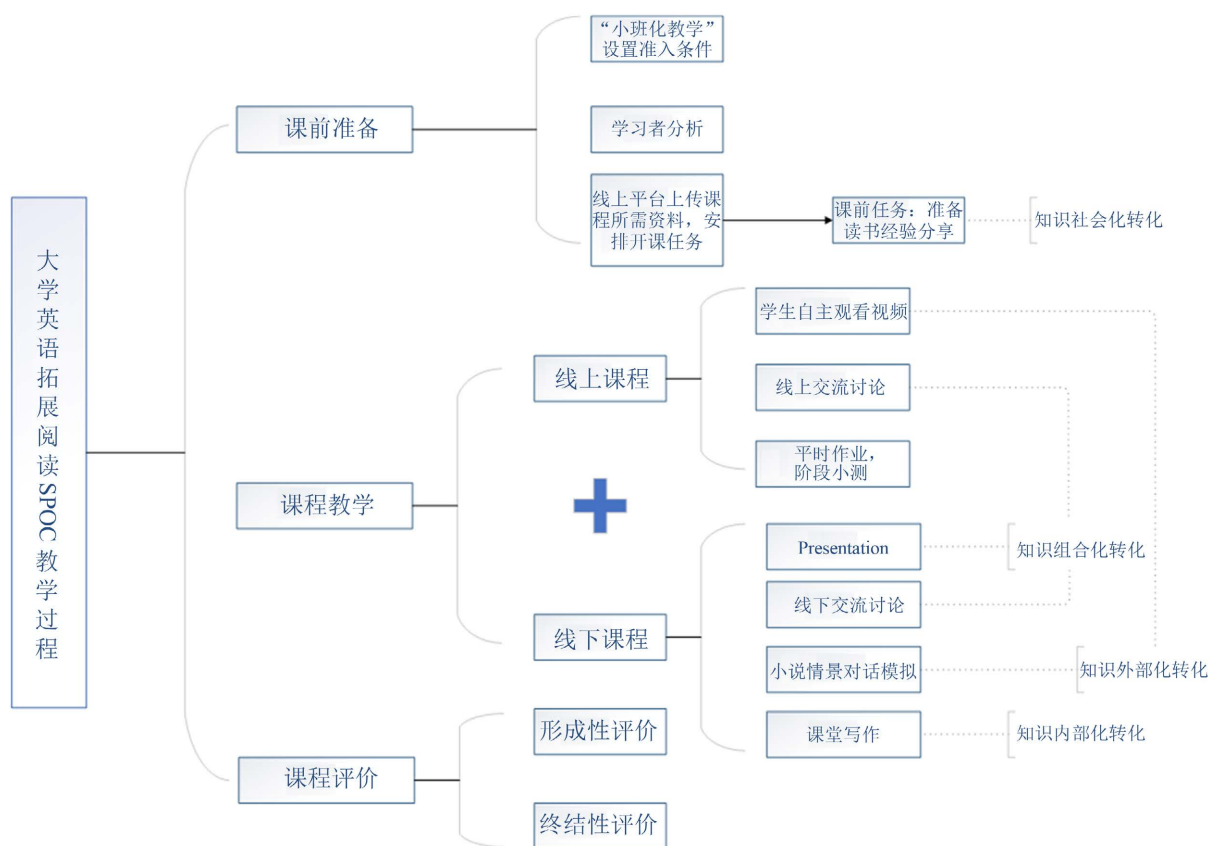 大学英语拓展阅读SPOC教学过程
课前准备
“小班化教学”
设置准入条件
学习者分析
线上平台上传课
程所需资料，安
排开课任务
课前任务：准备
读书经验分享
知识社会化转化
课程教学
线上课程
学生自主观看视频
线上交流讨论
平时作业，
阶段小测
线下课程
Presentation
知识组合化转化
线下交流讨论
小说情景对话模拟
知识外部化转化
课堂写作
知识内部化转化
课程评价
形成性评价
终结性评价